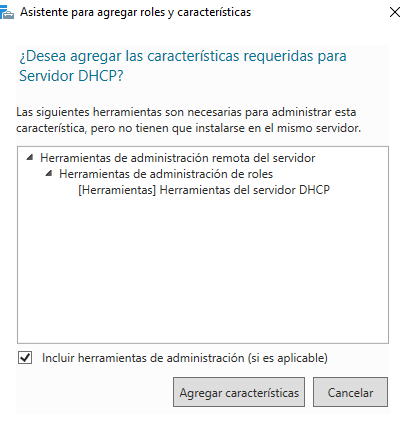 Asistente para agregar roles y características
¿Desea agregar las características requeridas para
Servidor DHCP?
Las siguientes herramientas son necesarias para administrar esta
característica, pero no tienen que instalarse en el mismo servidor.
Herramientas de administración remota del servidor
Herramientas de administración de roles
[Herramientas] Herramientas del servidor DHCP
Incluir herramientas de administración (si es aplicable)
Agregar características
Cancelar